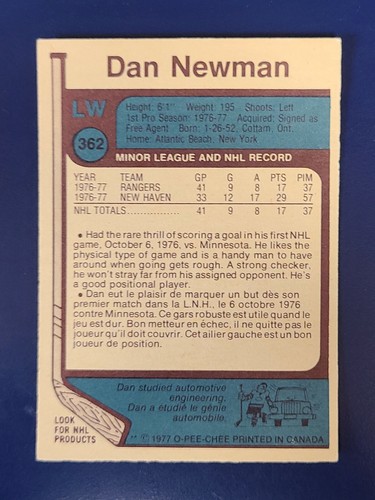 Dan Newman
LW
362
Height: 6'1" Weight: 195 Shoots: Left
1st Pro Season: 1976-77 Acquired: Signed as
Free Agent Born: 1-26-52, Cottam, Ont.
Home: Atlantic, Beach, New York
MINOR LEAGUE AND NHL RECORD
YEAR TEAM GP G A PTS PIM
1976-77 RANGERS 41 9 8 17 37
1976-77 NEW HAVEN 33 12 17 29 57
NHL TOTALS................ 41 9 8 17 37
• Had the rare thrill of scoring a goal in his first NHL
game, October 6, 1976, vs. Minnesota. He likes the
physical type of game and is a handy man to have
around when going gets rough. A strong checker,
he won't stray far from his assigned opponent. He's
a good positional player.
• Dan eut le plaisir de marquer un but dès son
premier match dans la L.N.H., le 6 octobre 1976
contre Minnesota. Ce gars robuste est utile quand le
jeu est dur. Bon metteur en échec, il ne quitte pas le
joueur qu'il doit couvrir. Cet ailier gauche est un bon
joueur de position.
Dan studied automotive
engineering.
Dan a étudié le génie
automobile.
LOOK
FOR NHL
PRODUCTS
** © 1977 O-PEE-CHEE PRINTED IN CANADA